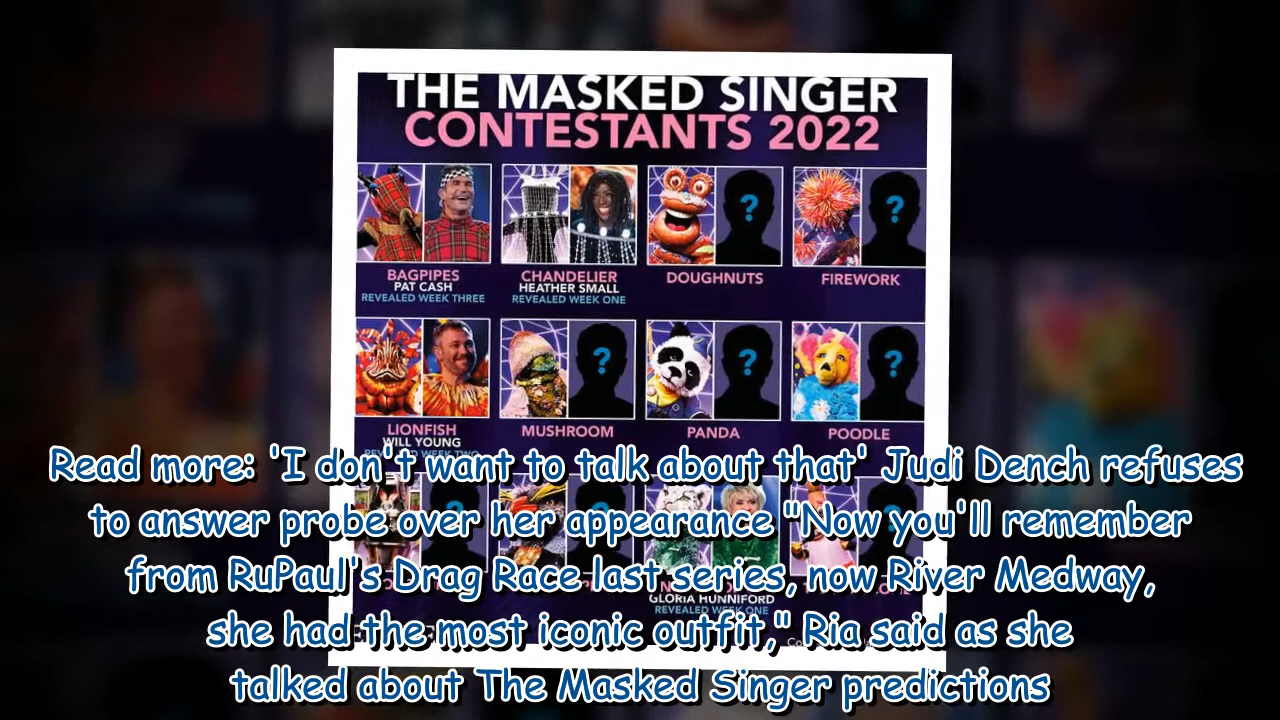 THE MASKED SINGER
CONTESTANTS 2022
BAGPIPES
PAT CASH
REVEALED WEEK THREE
CHANDELIER
HEATHER SMALL
REVEALED WEEK ONE
DOUGHNUTS
FIREWORK
LIONFISH
WILL YOUNG
REVEALED WEEK TWO
MUSHROOM
PANDA
POODLE
GLORIA HUNNIFORD
REVEALED WEEK ONE
Read more: 'I don't want to talk about that' Judi Dench refuses
to answer probe over her appearance "Now you'll remember
from RuPaul's Drag Race last series, now River Medway,
she had the most iconic outfit," Ria said as she
talked about The Masked Singer predictions